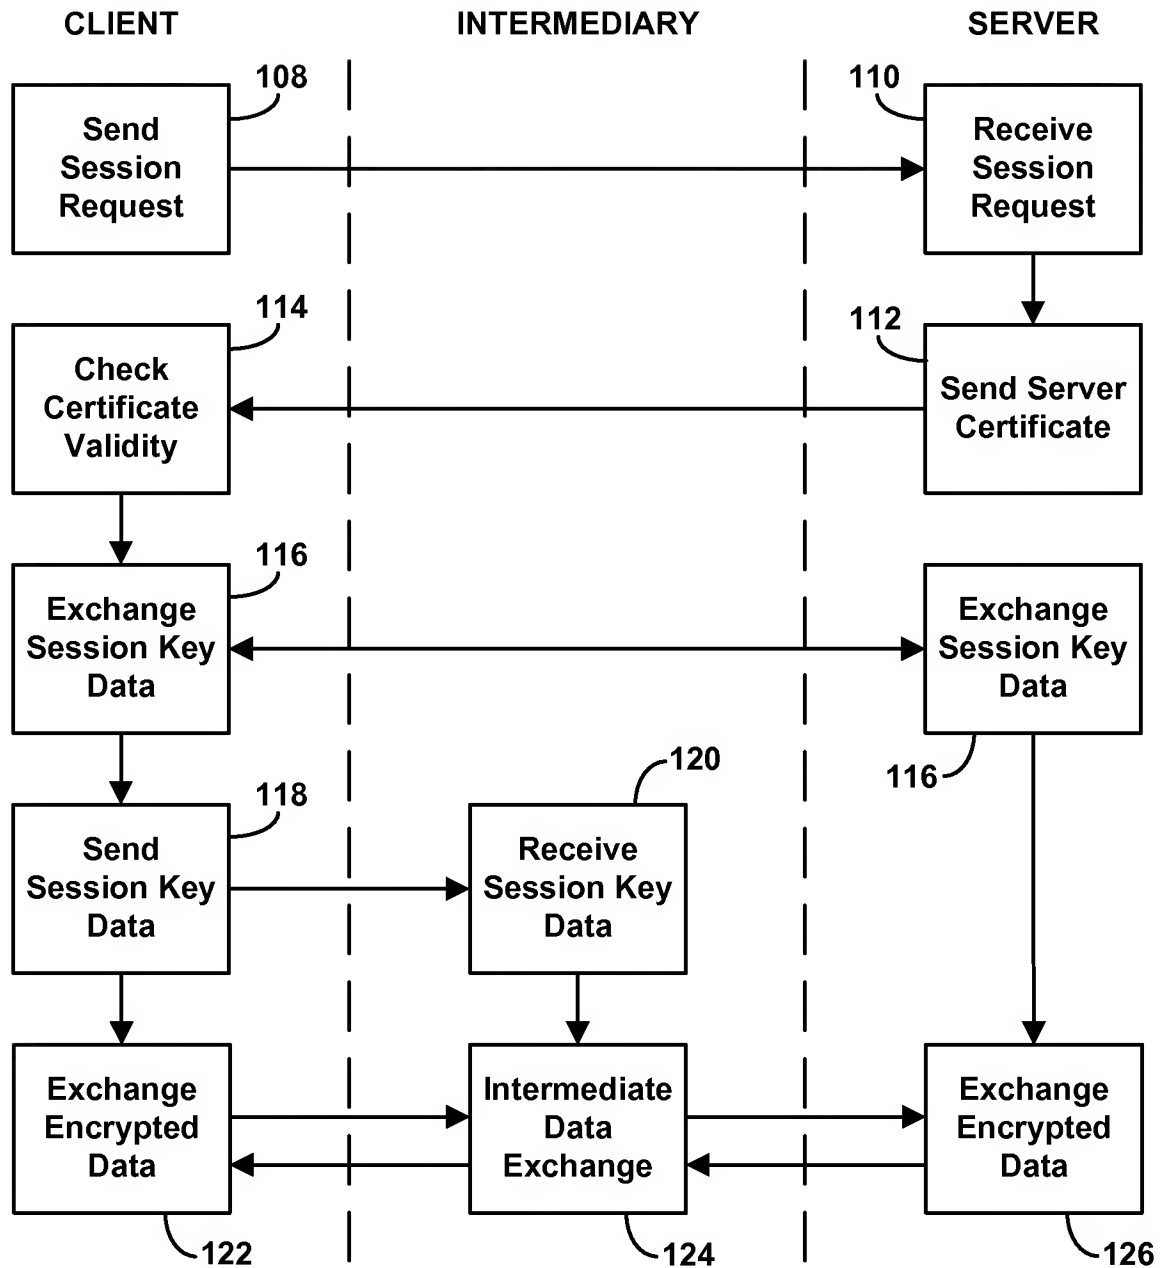 CLIENT
INTERMEDIARY
SERVER
108
Send
Session
Request
110
Receive
Session
Request
114
Check
Certificate
Validity
112
Send Server
Certificate
116
Exchange
Session Key
Data
Exchange
Session Key
Data
116
118
Send
Session Key
Data
120
Receive
Session Key
Data
Exchange
Encrypted
Data
122
Intermediate
Data
Exchange
124
Exchange
Encrypted
Data
126